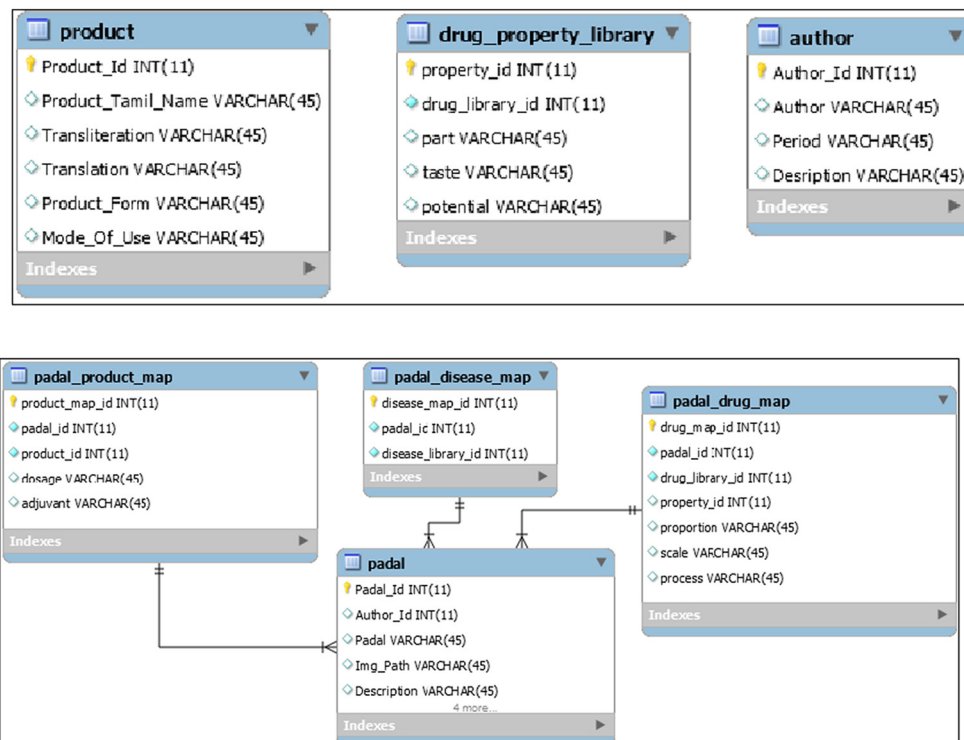 product
Product_Id INT(11)
Product_Tamil_Name VARCHAR(45)
Transliteration VARCHAR(45)
Translation VARCHAR(45)
Product_Form VARCHAR(45)
Mode_Of_Use VARCHAR(45)
Indexes
drug_property_library
property_id INT(11)
drug_library_id INT(11)
part VARCHAR(45)
taste VARCHAR(45)
potential VARCHAR(45)
Indexes
author
Author_Id INT(11)
Author VARCHAR(45)
Period VARCHAR(45)
Desription VARCHAR(45)
Indexes
padal_product_map
product_map_id INT(11)
padal_id INT(11)
product_id INT(11)
dosage VARCHAR(45)
adjuvant VARCHAR(45)
Indexes
padal_disease_map
disease_map_id INT(11)
padal_id INT(11)
disease_library_id INT(11)
Indexes
padal_drug_map
drug_map_id INT(11)
padal_id INT(11)
drug_library_id INT(11)
property_id INT(11)
proportion VARCHAR(45)
scale VARCHAR(45)
process VARCHAR(45)
Indexes
padal
Padal_Id INT(11)
Author_Id INT(11)
Padal VARCHAR(45)
Img_Path VARCHAR(45)
Description VARCHAR(45)
4 more...
Indexes